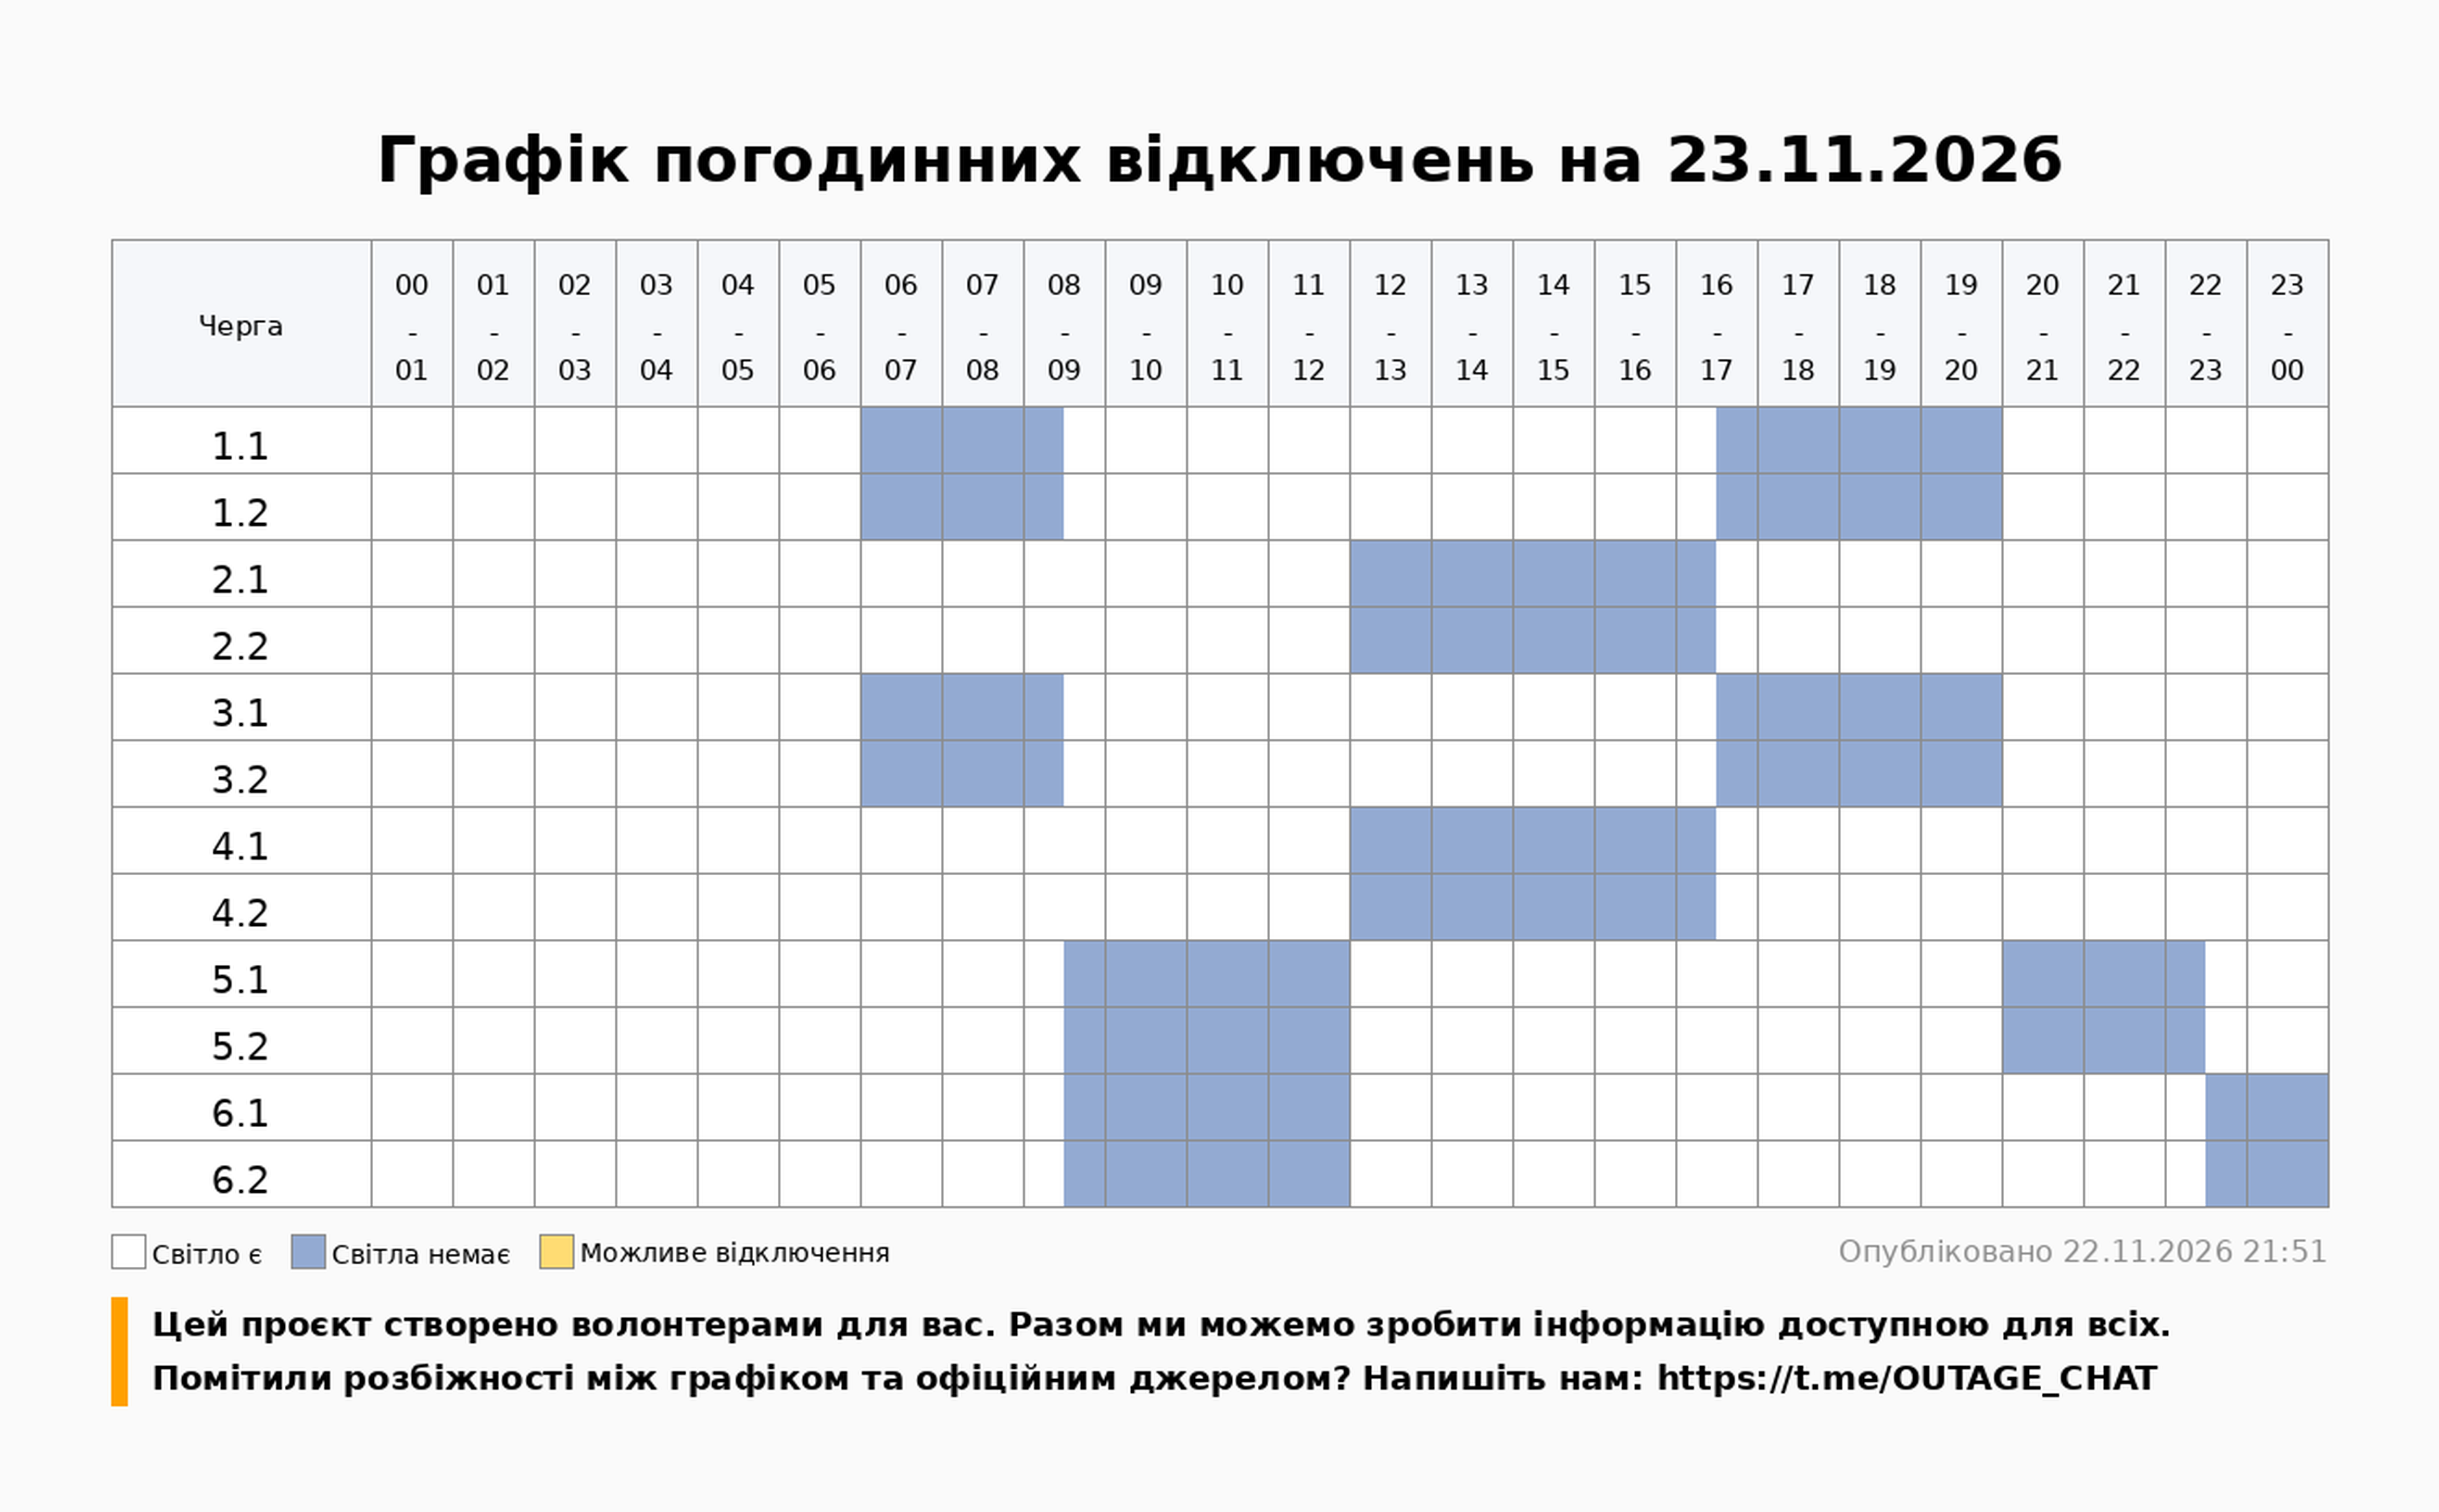 Графік погодинних відключень на 23.11.2026
Черга 00 - 01 01 - 02 02 - 03 03 - 04 04 - 05 05 - 06 06 - 07 07 - 08 08 - 09 09 - 10 10 - 11 11 - 12 12 - 13 13 - 14 14 - 15 15 - 16 16 - 17 17 - 18 18 - 19 19 - 20 20 - 21 21 - 22 22 - 23 23 - 00
1.1
1.2
2.1
2.2
3.1
3.2
4.1
4.2
5.1
5.2
6.1
6.2
Світло є Світла немає Можливе відключення Опубліковано 22.11.2026 21:51
Цей проєкт створено волонтерами для вас. Разом ми можемо зробити інформацію доступною для всіх.
Помітили розбіжності між графіком та офіційним джерелом? Напишіть нам: https://t.me/OUTAGE_CHAT